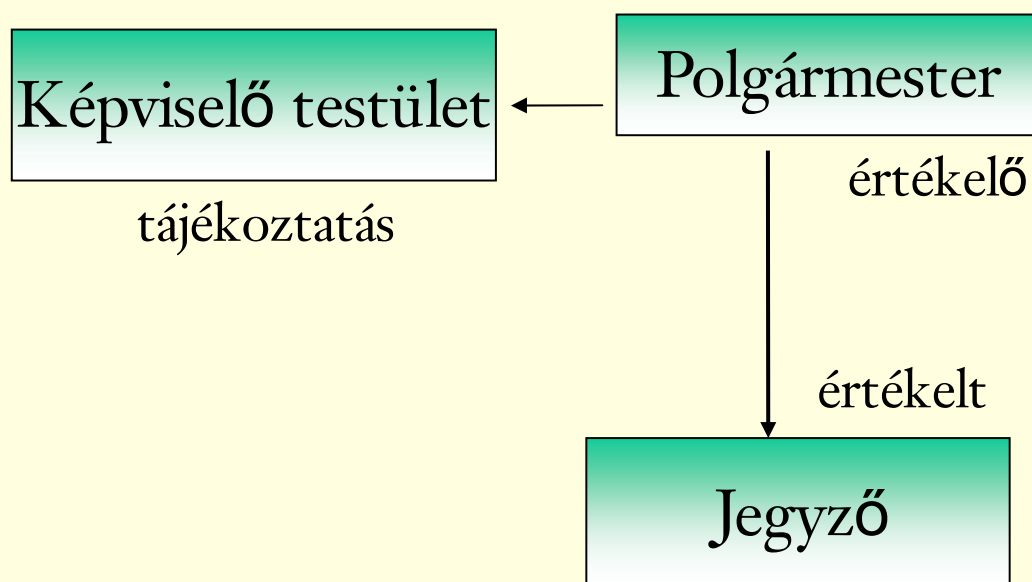 Képviselő testület
Polgármester
értékelő
tájékoztatás
értékelt
Jegyző